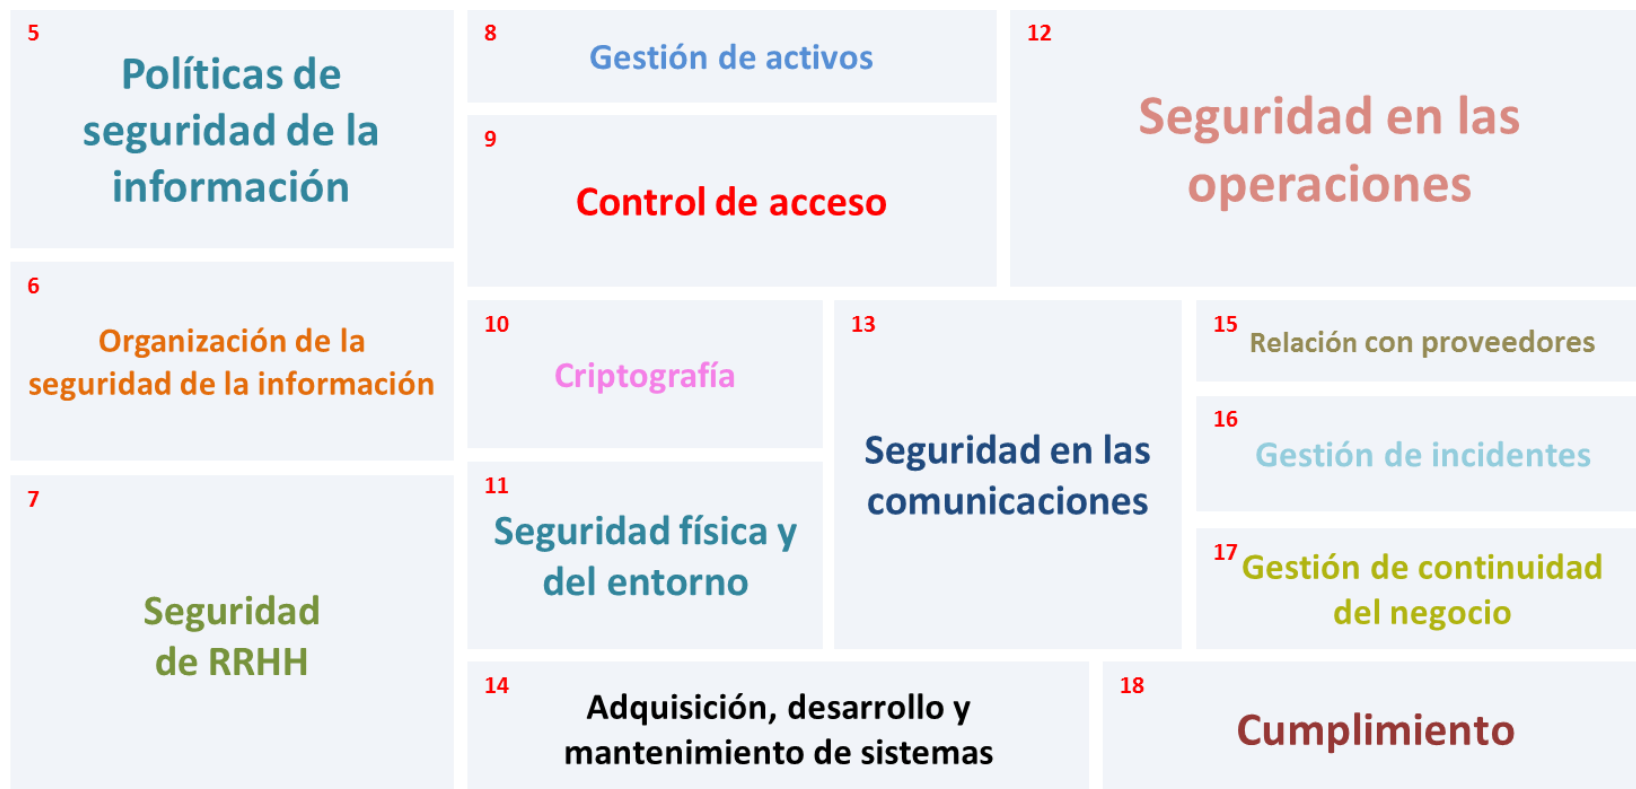 5
Políticas de
seguridad de la
información
6
Organización de la
seguridad de la información
7
Seguridad
de RRHH
8
Gestión de activos
9
Control de acceso
10
Criptografía
11
Seguridad física y
del entorno
12
Seguridad en las
operaciones
13
Seguridad en las
comunicaciones
14
Adquisición, desarrollo y
mantenimiento de sistemas
15
Relación con proveedores
16
Gestión de incidentes
17
Gestión de continuidad
del negocio
18
Cumplimiento